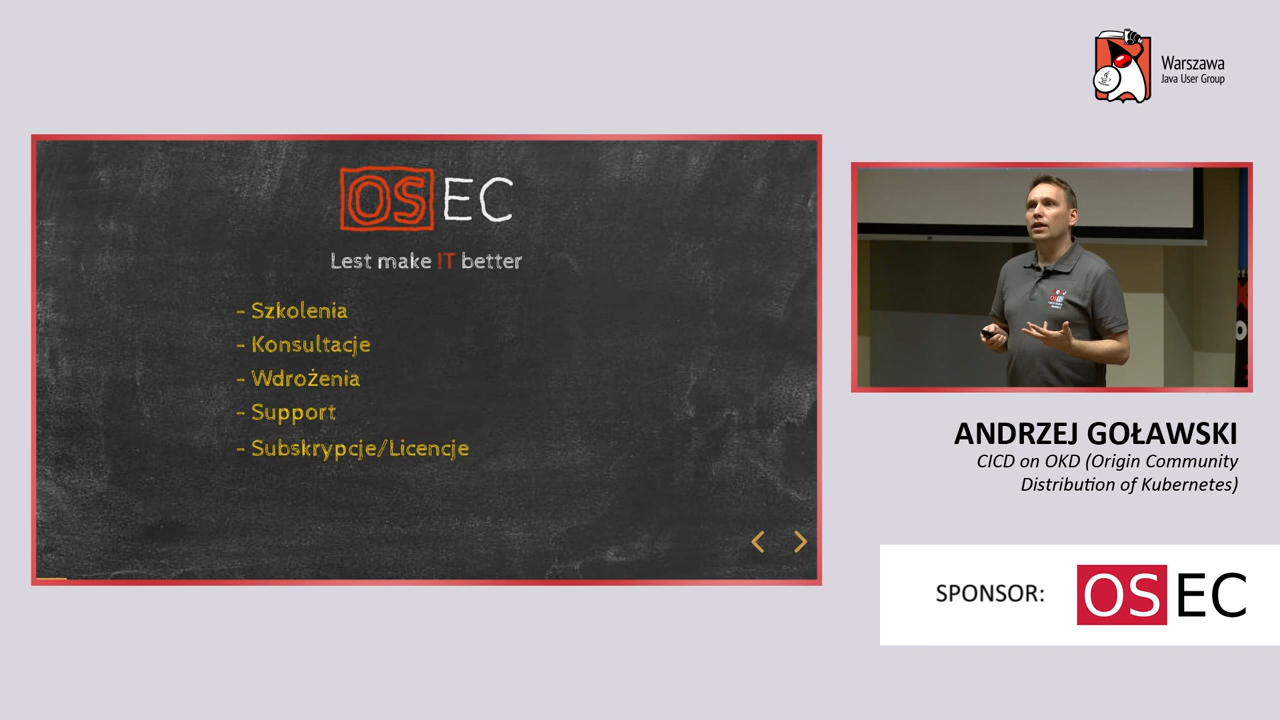 Warszawa
Java User Group
OSEC
Lest make IT better
- Szkolenia
- Konsultacje
- Wdrożenia
- Support
- Subskrypcje/Licencje
ANDRZEJ GOŁAWSKI
CICD on OKD (Origin Community
Distribution of Kubernetes)
SPONSOR:
OSEC